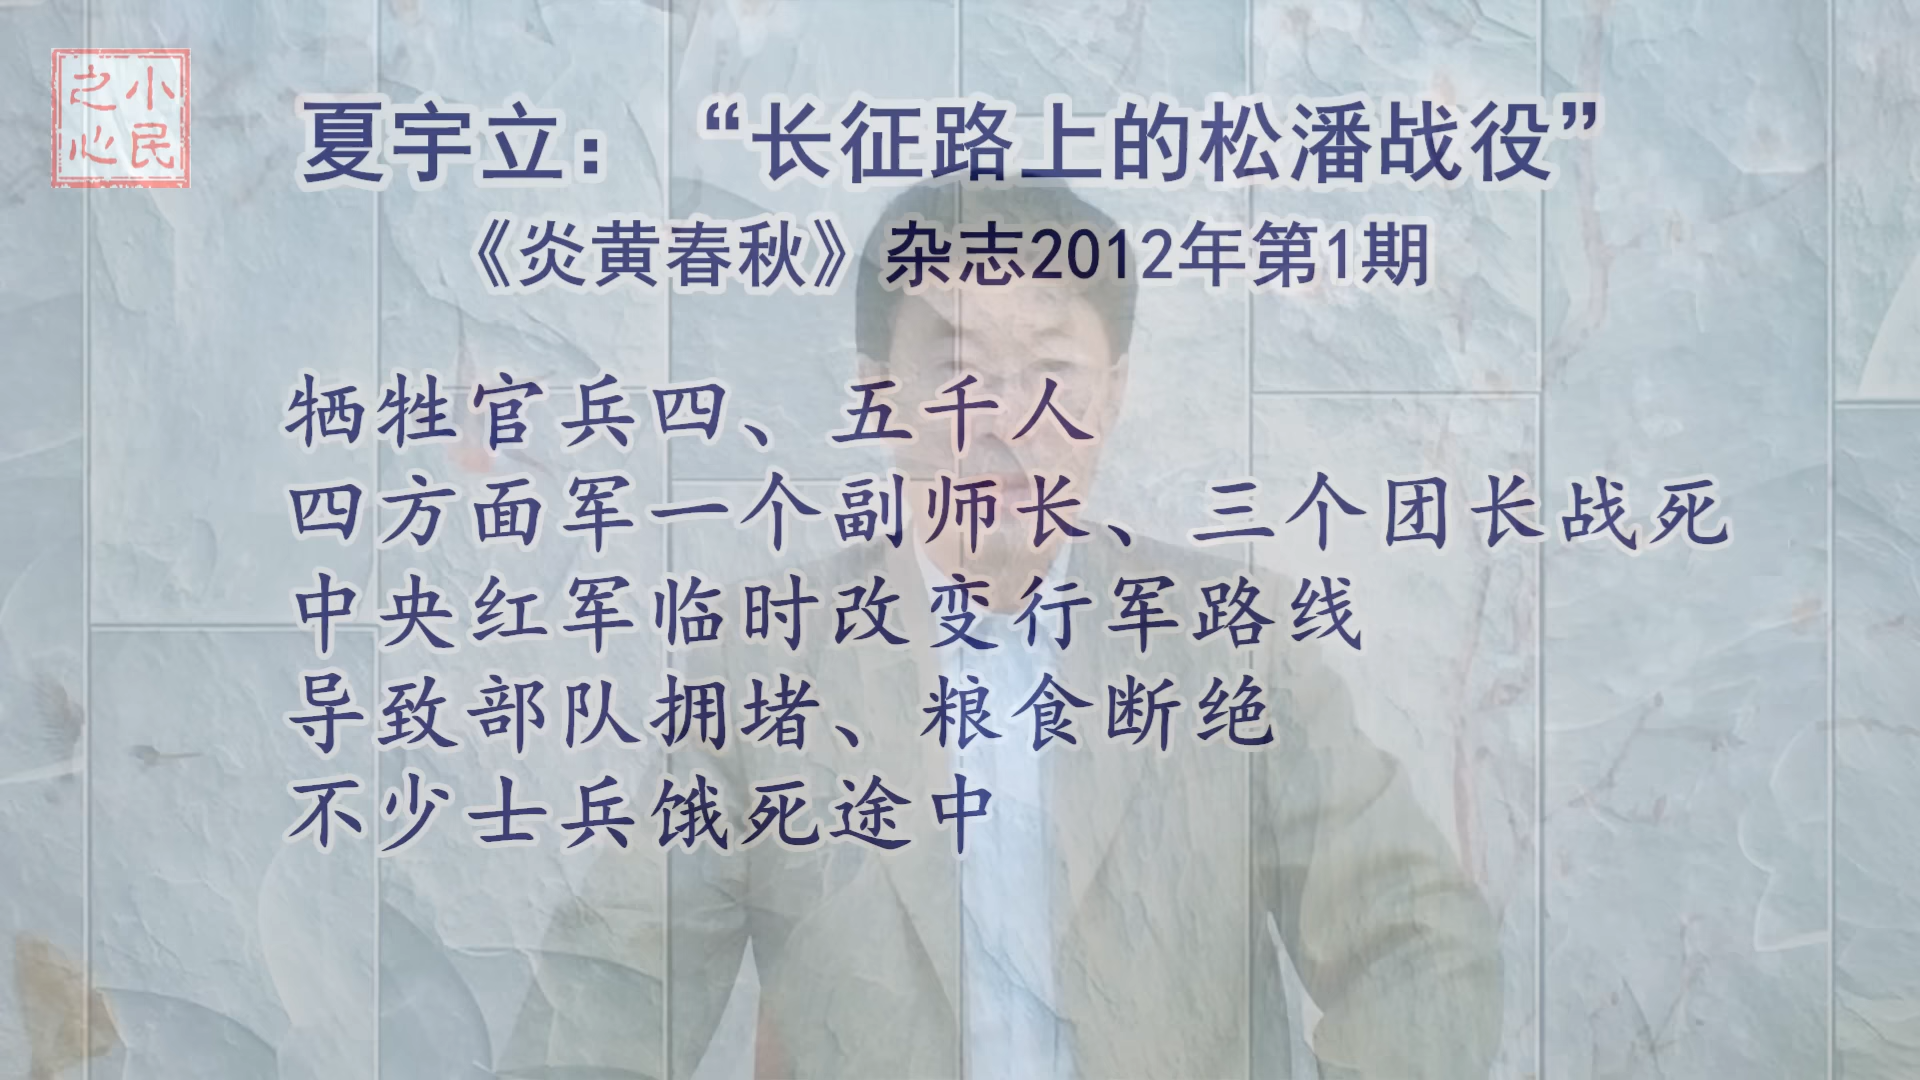 小民之心
夏宇立：“长征路上的松潘战役”
《炎黄春秋》杂志2012年第1期
牺牲官兵四、五千人
四方面军一个副师长、三个团长战死
中央红军临时改变行军路线
导致部队拥堵、粮食断绝
不少士兵饿死途中